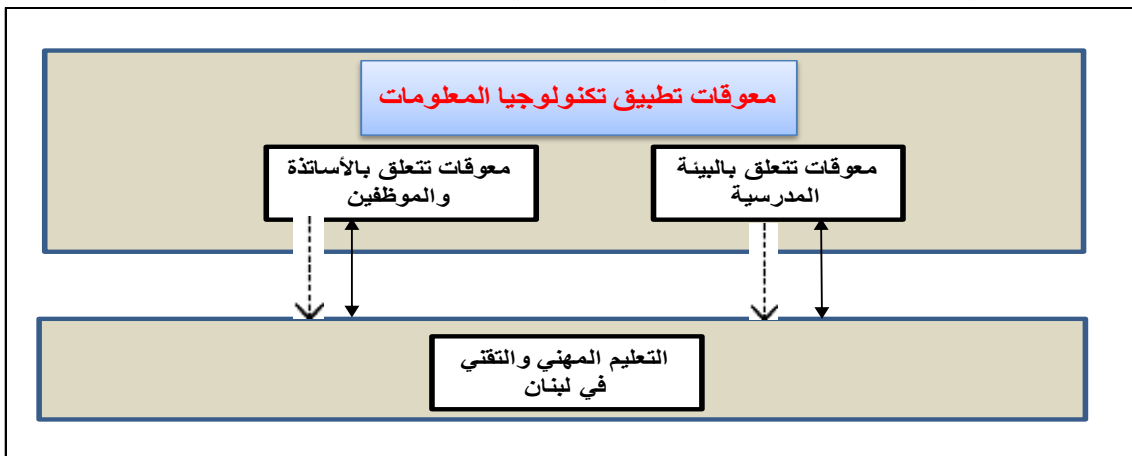 معوقات تطبيق تكنولوجيا المعلومات
معوقات تتعلق بالبيئة
المدرسية
معوقات تتعلق بالأساتذة
والموظفين
التعليم المهني والتقني
في لبنان